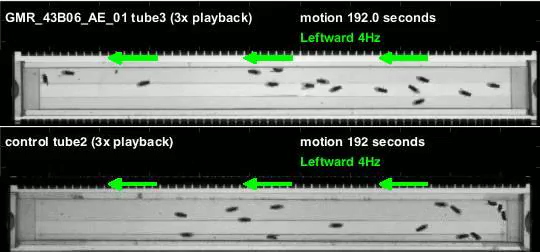 GMR_43B06_AE_01 tube3 (3x playback)
motion 192.0 seconds
Leftward 4Hz
control tube2 (3x playback)
motion 192 seconds
Leftward 4Hz